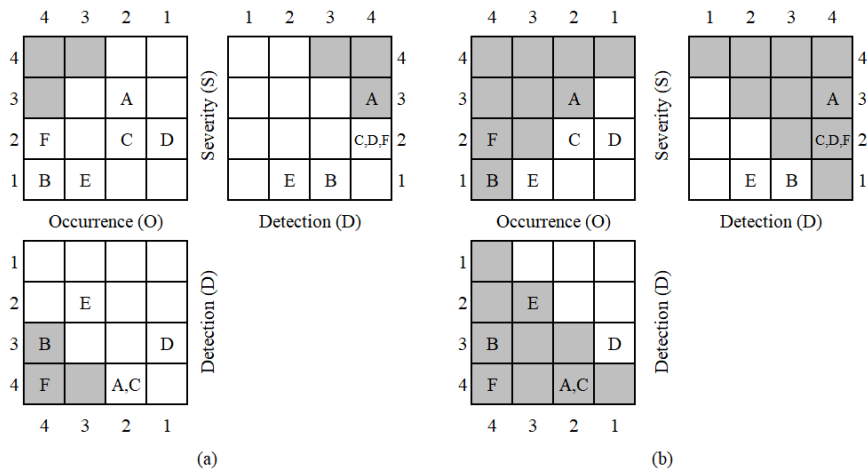 4 3 2 1 1 2 3 4 4 3 2 1 1 2 3 4
4 4 4 4
3 A Severity (S) A 3 3 A Severity (S) A 3
2 F C D C,D,F 2 2 F C D C,D,F 2
1 B E E B 1 1 B E E B 1
Occurrence (O) Detection (D) Occurrence (O) Detection (D)
1 1
2 E Detection (D) 2 E Detection (D)
3 B D 3 B D
4 F A,C 4 F A,C
4 3 2 1 4 3 2 1
(a) (b)